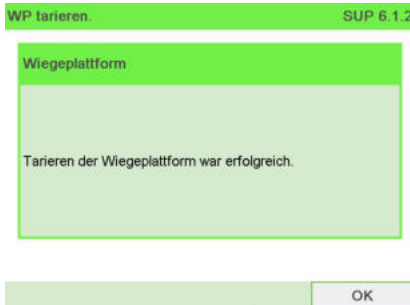 WP tarieren. SUP 6.1.2
Wiegeplattform
Tarieren der Wiegeplattform war erfolgreich.
OK